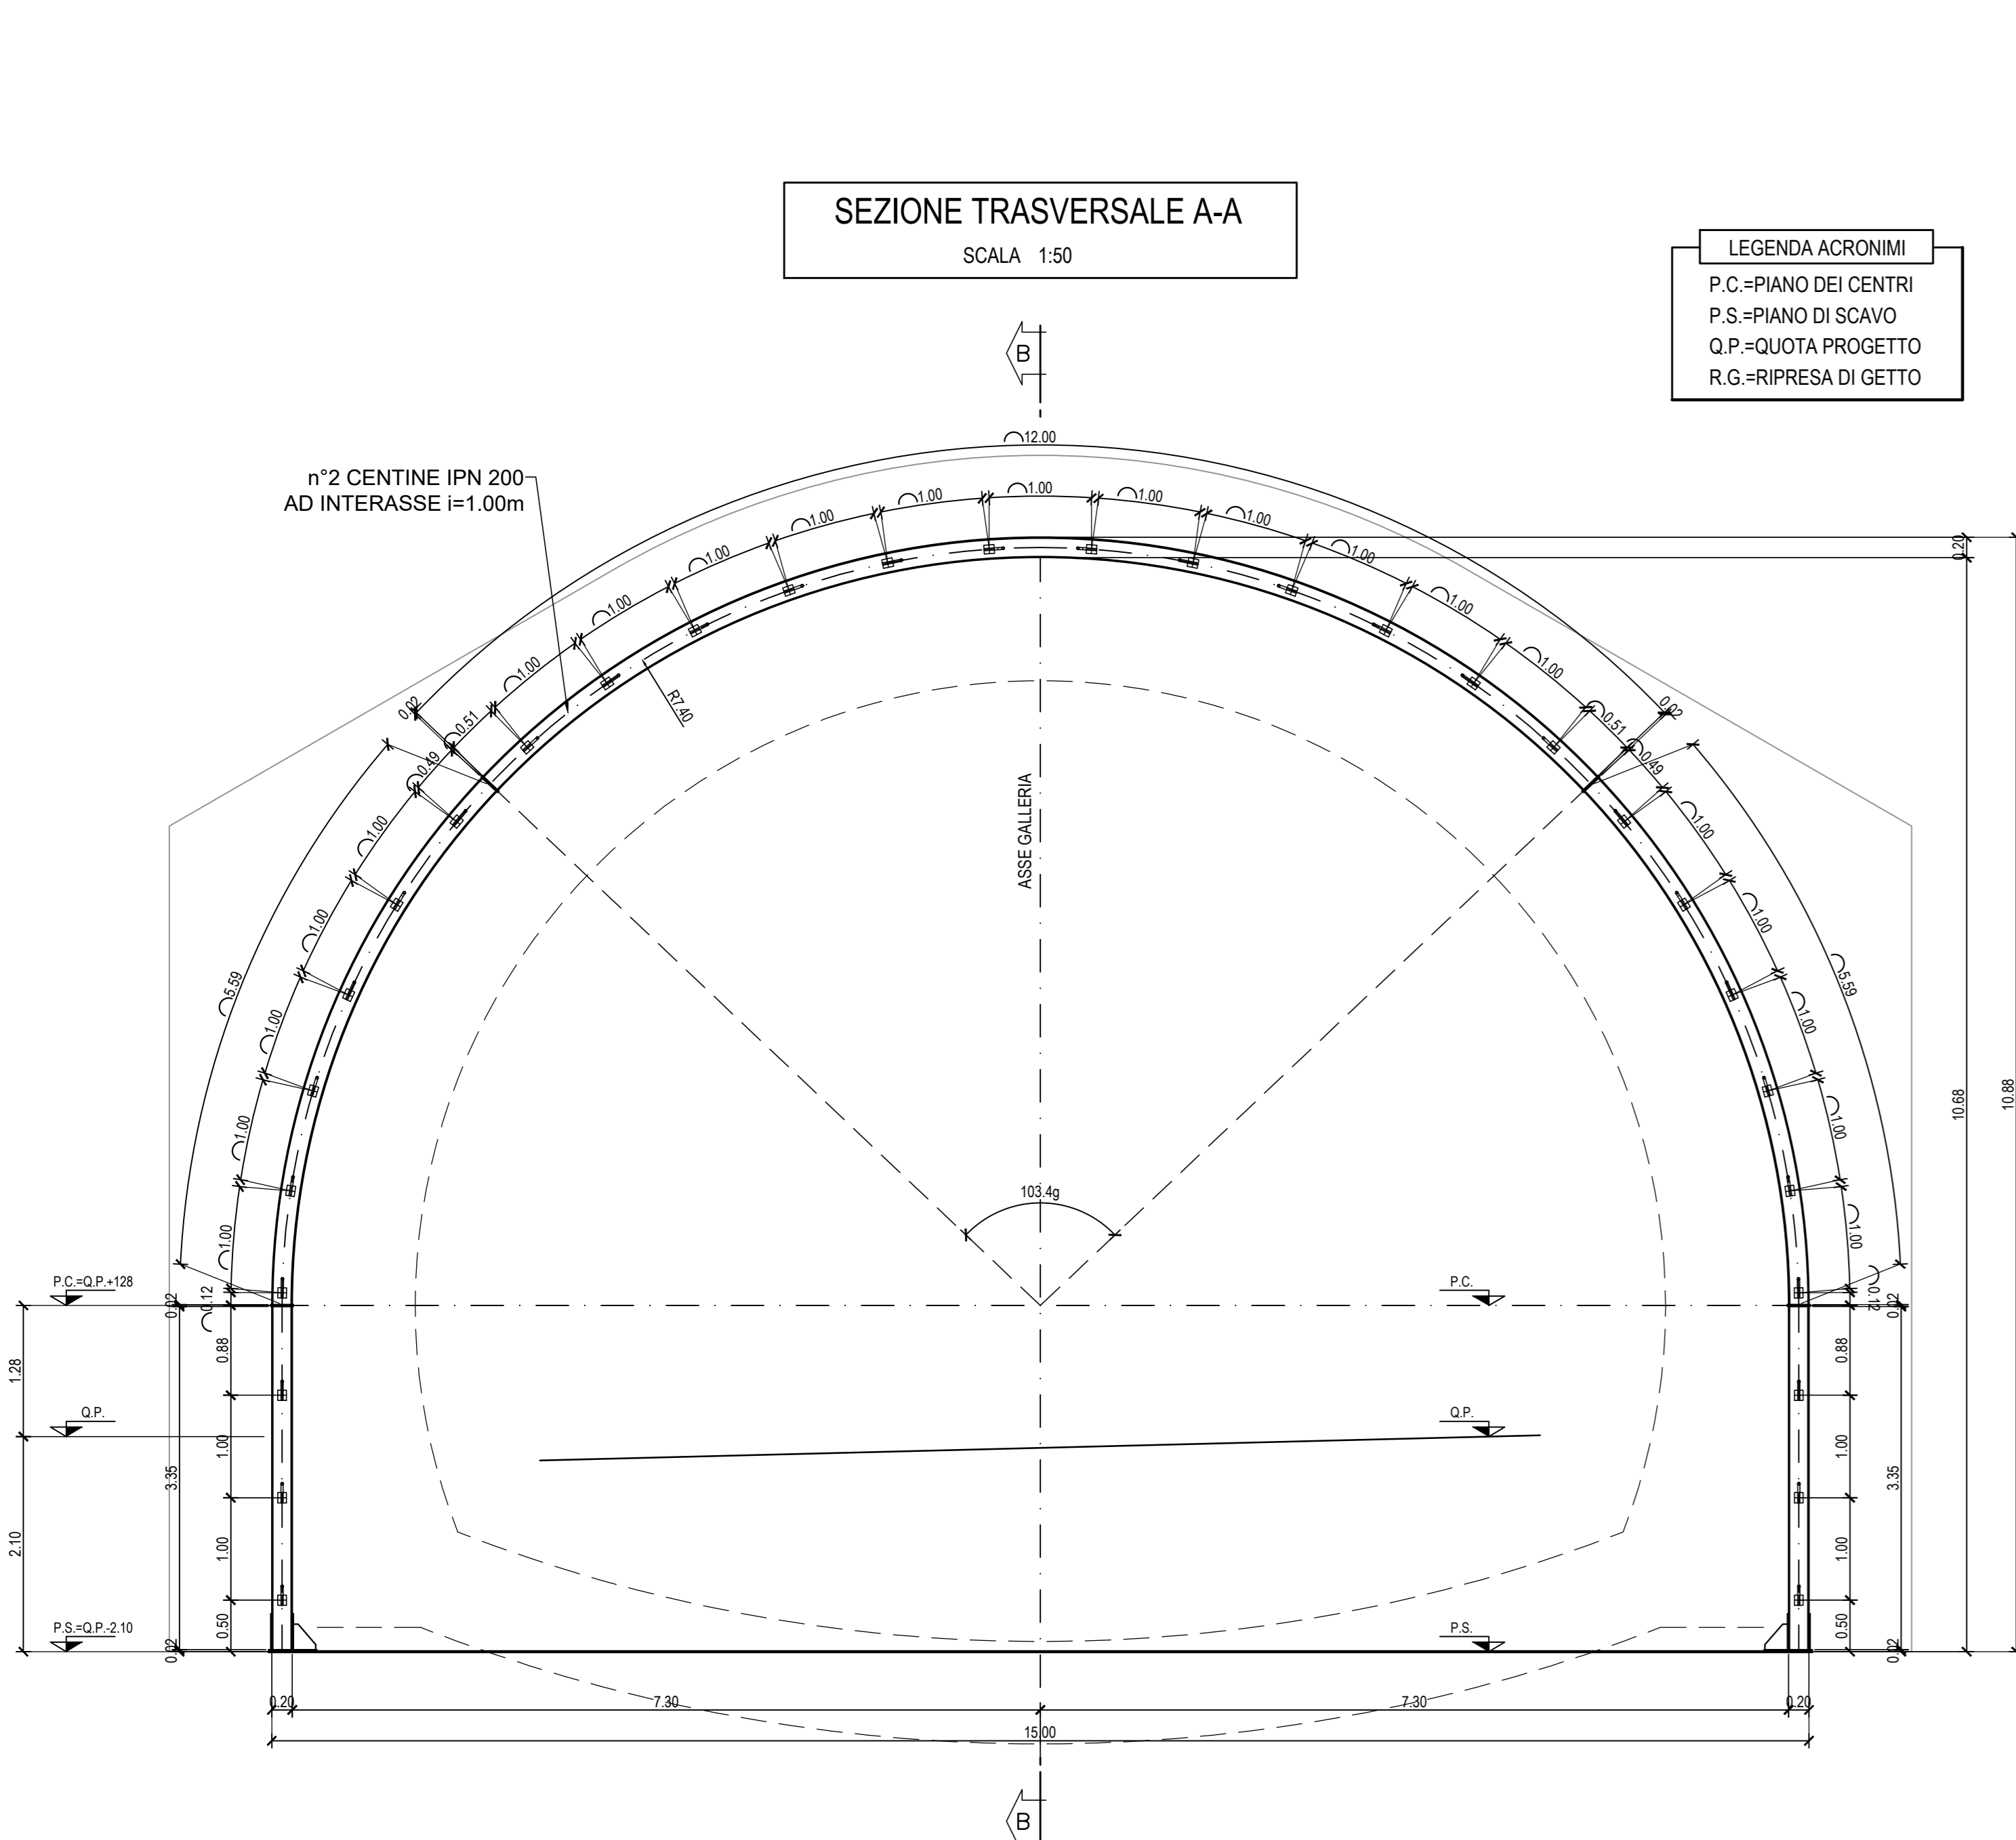 SEZIONE TRASVERSALE A-A
SCALA 1:50
LEGENDA ACRONIMI
P.C.=PIANO DEI CENTRI
P.S.=PIANO DI SCAVO
Q.P.=QUOTA PROGETTO
R.G.=RIPRESA DI GETTO
B
12.00
n°2 CENTINE IPN 200
AD INTERASSE i=1.00m
1.00
1.00
1.00
1.00
1.00
1.00
1.00
1.00
1.00
1.00
1.00
0.20
R7.40
0.02
0.51
0.49
0.02
0.51
0.49
1.00
1.00
1.00
1.00
1.00
5.59
1.00
1.00
1.00
1.00
1.00
5.59
ASSE GALLERIA
10.68
10.88
103.4g
P.C.=Q.P.+128
0.02
0.12
P.C.
0.12
0.02
1.28
0.88
0.88
Q.P.
Q.P.
1.00
3.35
1.00
3.35
2.10
1.00
1.00
P.S.=Q.P.-2.10
0.50
0.02
P.S.
0.50
0.02
0.20
7.30
7.30
0.20
15.00
B